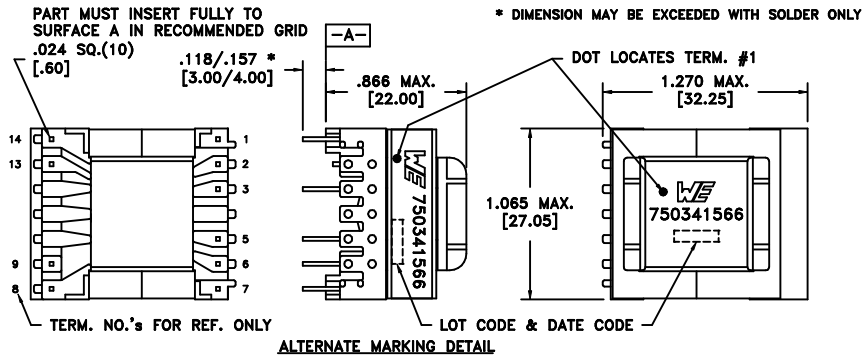 PART MUST INSERT FULLY TO
SURFACE A IN RECOMMENDED GRID
.024 SQ.(10)
[.60]
.118/.157 *
[3.00/4.00]
-A-
.866 MAX.
[22.00]
* DIMENSION MAY BE EXCEEDED WITH SOLDER ONLY
DOT LOCATES TERM. #1
1.270 MAX.
[32.25]
14
13
9
8
1
2
3
5
6
7
WE 750341566
1.065 MAX.
[27.05]
WE
750341566
TERM. NO.'s FOR REF. ONLY
LOT CODE & DATE CODE
ALTERNATE MARKING DETAIL